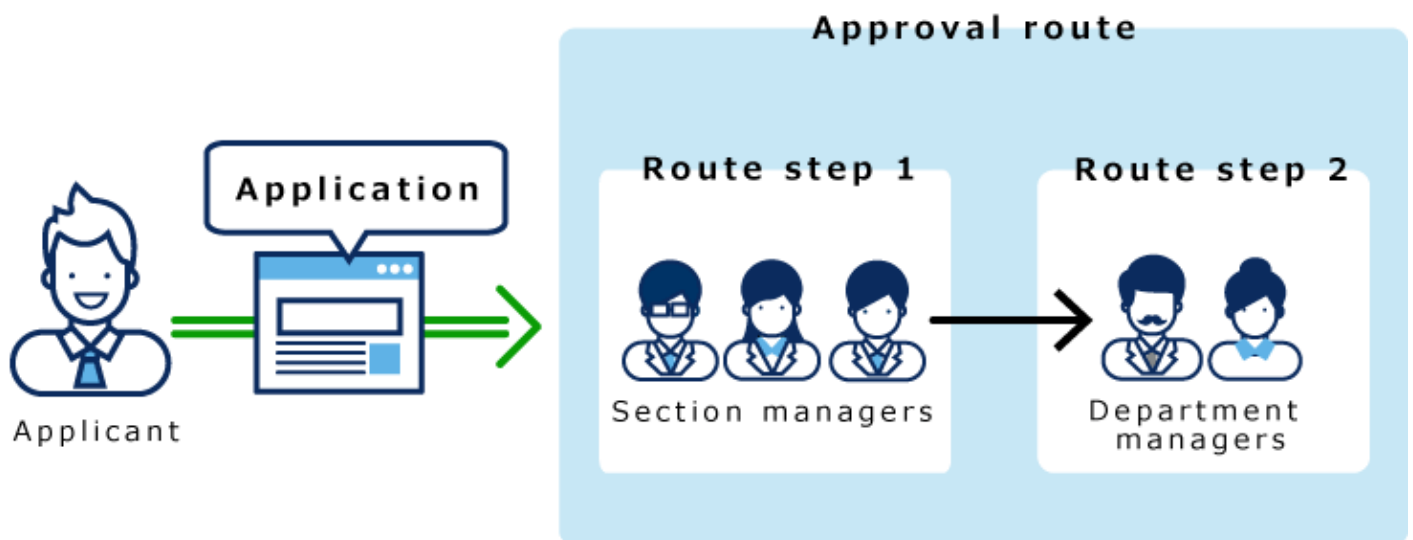 Approval route
Application
Route step 1
Route step 2
Applicant
Section managers
Department
managers